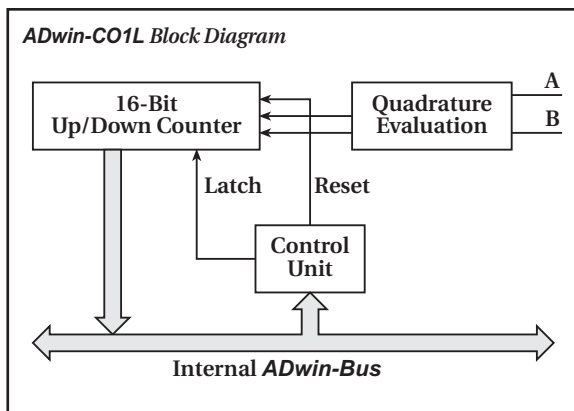 ADwin-CO1L Block Diagram
16-Bit
Up/Down Counter
Quadrature
Evaluation
A
B
Latch
Reset
Control
Unit
Internal ADwin-Bus